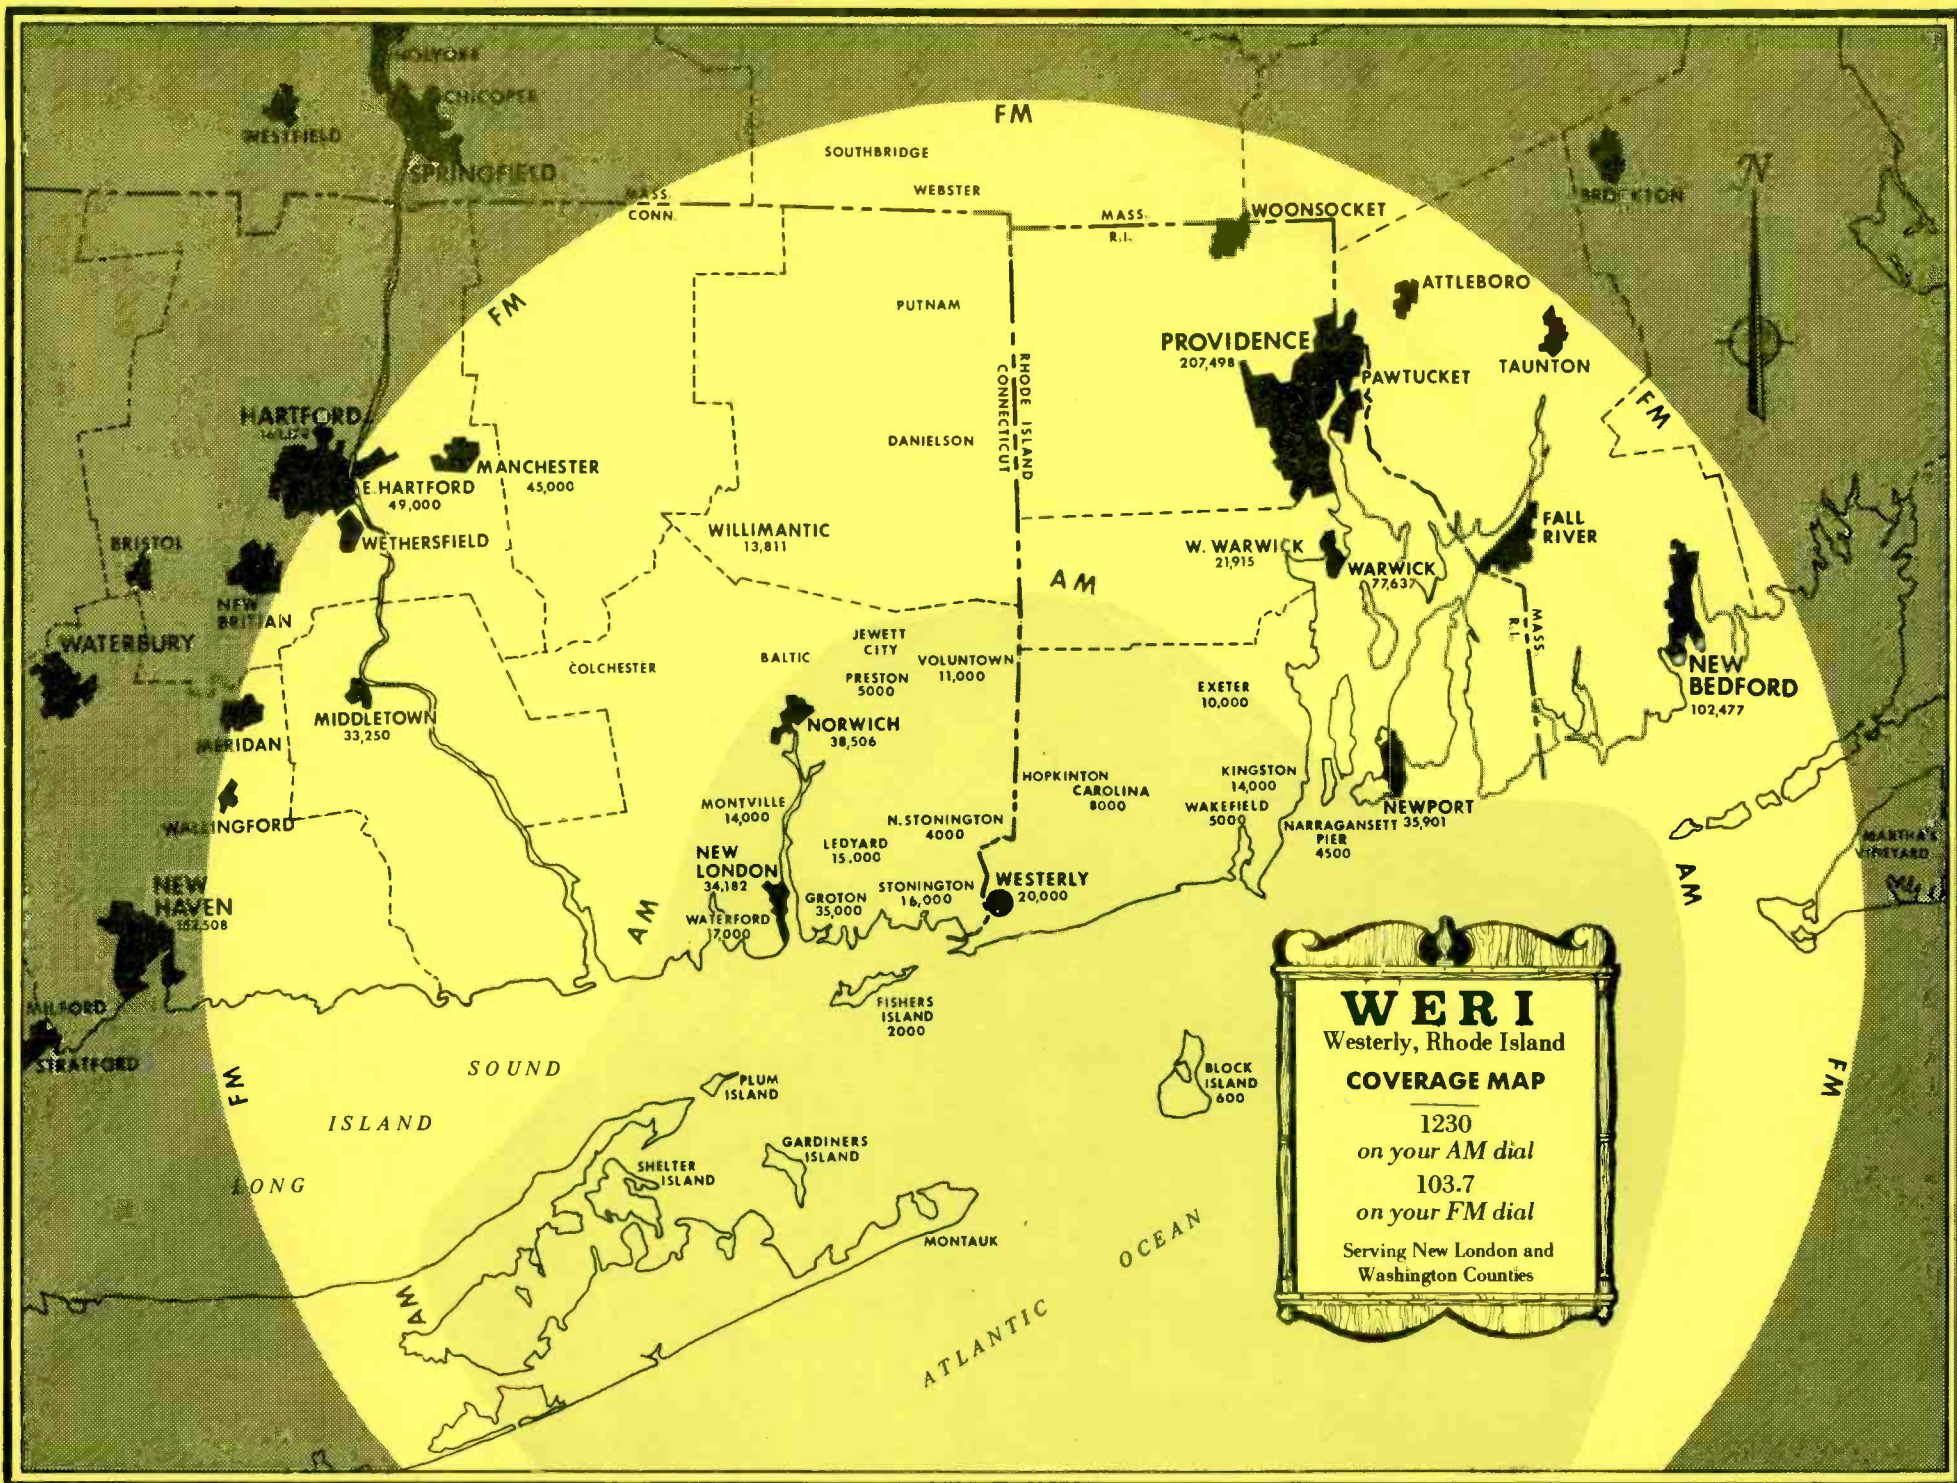 FM
HOLYOKE
CHICOPEE
WESTFIELD
SPRINGFIELD
SOUTHBRIDGE
WEBSTER
MASS.
CONN.
MASS.
R.I.
WOONSOCKET
BROCKTON
N
FM
PUTNAM
ATTLEBORO
PROVIDENCE
207,498
PAWTUCKET
TAUNTON
FM
RHODE ISLAND
CONNECTICUT
DANIELSON
HARTFORD
MANCHESTER
45,000
E. HARTFORD
49,000
WETHERSFIELD
WILLIMANTIC
13,811
FALL
RIVER
W. WARWICK
21,915
WARWICK
77,637
BRISTOL
NEW
BRITIAN
AM
WATERBURY
JEWETT
CITY
BALTIC
VOLUNTOWN
11,000
COLCHESTER
PRESTON
5000
MASS.
R.I.
NEW
BEDFORD
102,477
EXETER
10,000
MIDDLETOWN
33,250
NORWICH
38,506
MERIDAN
HOPKINTON
CAROLINA
8000
KINGSTON
14,000
WAKEFIELD
5000
NEWPORT
35,901
NARRAGANSETT
PIER
4500
MONTVILLE
14,000
N. STONINGTON
4000
WALLINGFORD
LEDYARD
15.000
NEW
LONDON
34,182
MARTHA'S
VINEYARD
WESTERLY
20,000
STONINGTON
16,000
GROTON
35,000
WATERFORD
17,000
AM
AM
NEW
HAVEN
152,508
MILFORD
STRATFORD
FISHERS
ISLAND
2000
SOUND
ISLAND
LONG
FM
PLUM
ISLAND
BLOCK
ISLAND
600
GARDINERS
ISLAND
SHELTER
ISLAND
MONTAUK
AM
OCEAN
ATLANTIC
FM
WERI
Westerly, Rhode Island
COVERAGE MAP
1230
on your AM dial
103.7
on your FM dial
Serving New London and
Washington Counties